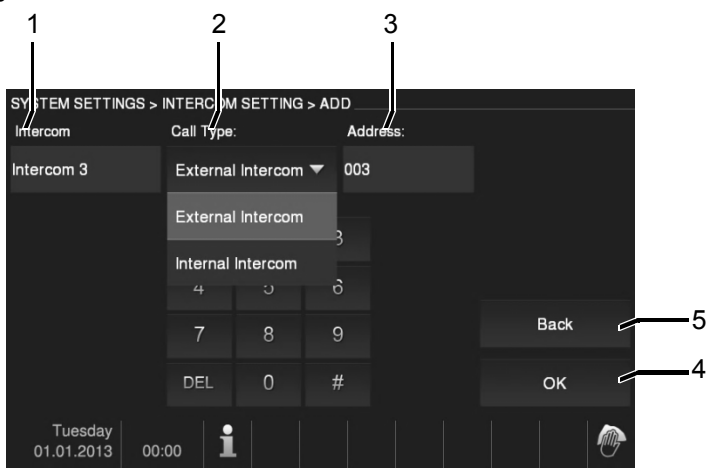 1 2 3
SYSTEM SETTINGS > INTERCOM SETTING > ADD
Intercom Call Type: Address:
Intercom 3 External Intercom 003
External Intercom
3
Internal Intercom
4 5 6
7 8 9
Back 5
DEL 0 #
OK 4
Tuesday
01.01.2013 00:00 i